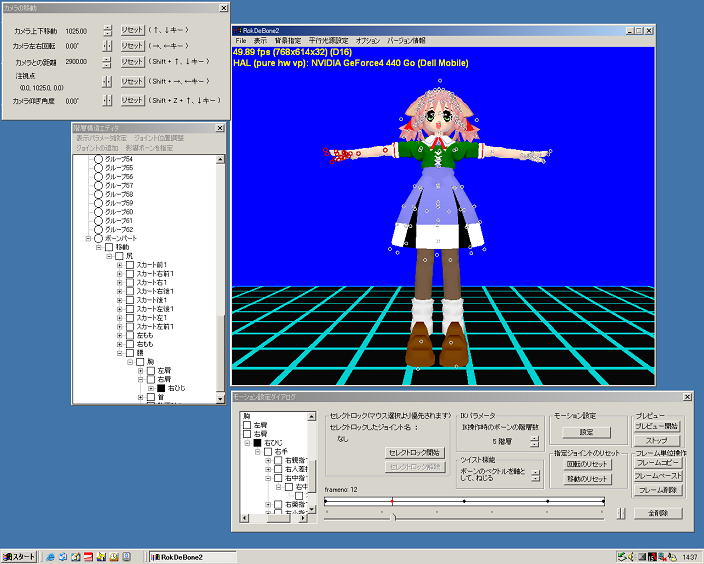 カメラの移動
カメラ上下移動 1025.00 リセット (↑、↓キー)
カメラ左右回転 0.00° リセット (→、←キー)
カメラとの距離 2900.00 リセット (Shift + ↑、↓キー)
注視点 リセット (Shift + →、←キー)
(0.0, 1025.0, 0.0)
カメラ仰ぎ角度 0.00° リセット (Shift + Z + ↑、↓キー)
階層構造エディタ
表示パラメータ設定 ジョイント位置調整
ジョイントの追加 影響ボーンを指定
グループ54
グループ55
グループ56
グループ57
グループ58
グループ59
グループ60
グループ61
グループ62
ボーンパート
移動
尻
スカート前1
スカート右前1
スカート右1
スカート右後1
スカート後1
スカート左後1
スカート左1
スカート左前1
左もも
右もも
腰
胸
左肩
右肩
右ひじ
首
RokDeBone2
File 表示 背景指定 平行光源設定 オプション バージョン情報
49.89 fps (768x614x32) (D16)
HAL (pure hw vp): NVIDIA GeForce4 440 Go (Dell Mobile)
モーション設定ダイアログ
胸
左肩
右肩
右ひじ
右手
右親指
右人差
右中指
右中
右薬指
右小指
セレクトロック(マウス選択より優先されます)
セレクトロックしたジョイント名 :
なし
セレクトロック開始
セレクトロック解除
IKパラメータ
IK操作時のボーンの階層数
5 階層
ツイスト機能
ボーンのベクトルを軸と
して、ねじる
モーション設定
設定
指定ジョイントのリセット
回転のリセット
移動のリセット
プレビュー
プレビュー開始
ストップ
フレーム単位操作
フレームコピー
フレームペースト
フレーム削除
全削除
frameno: 12
スタート
RokDeBone2
14:37